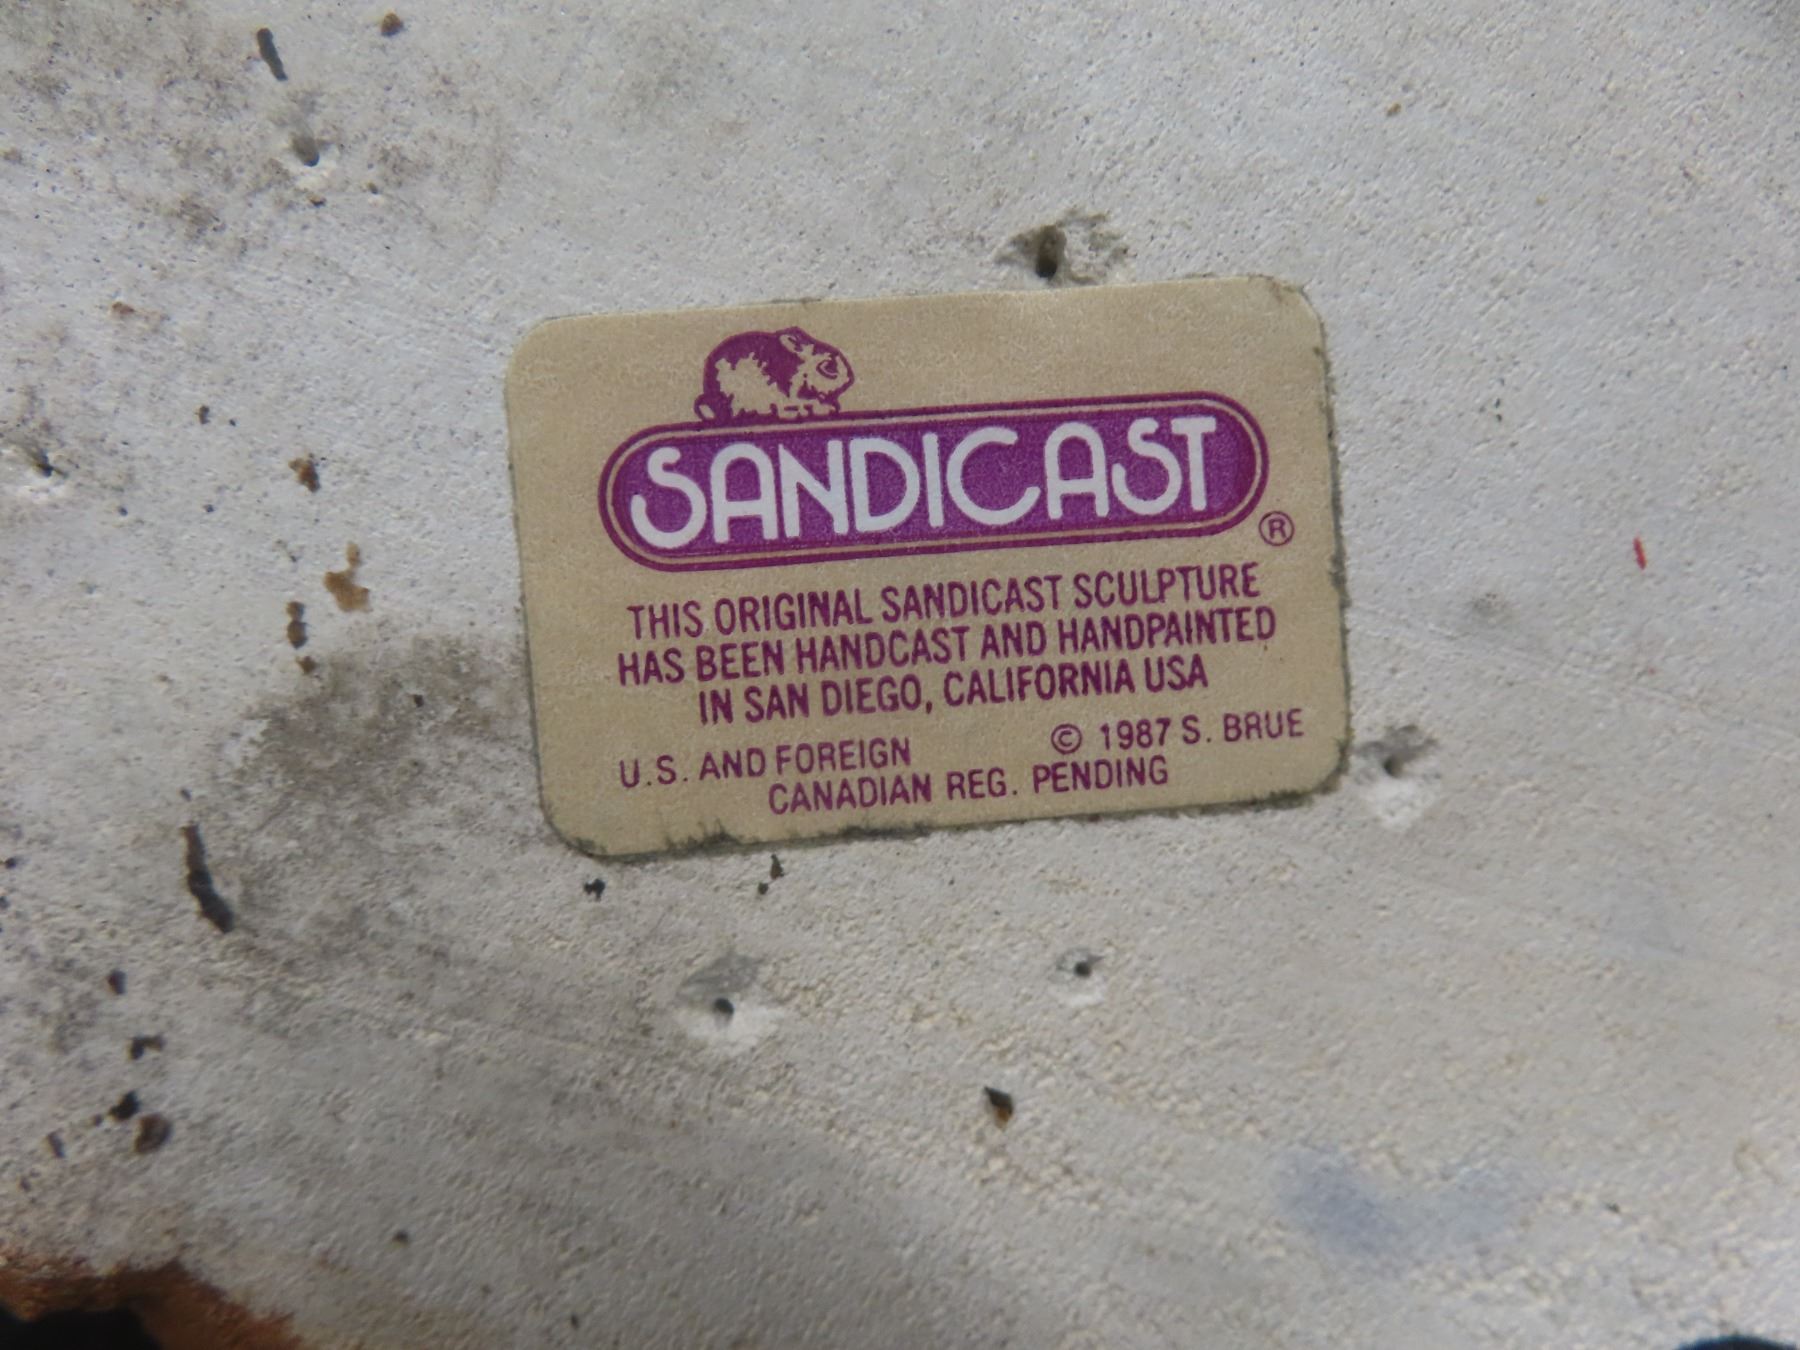 SANDICAST
®
THIS ORIGINAL SANDICAST SCULPTURE
HAS BEEN HANDCAST AND HANDPAINTED
IN SAN DIEGO, CALIFORNIA USA
U.S. AND FOREIGN © 1987 S. BRUE
CANADIAN REG. PENDING